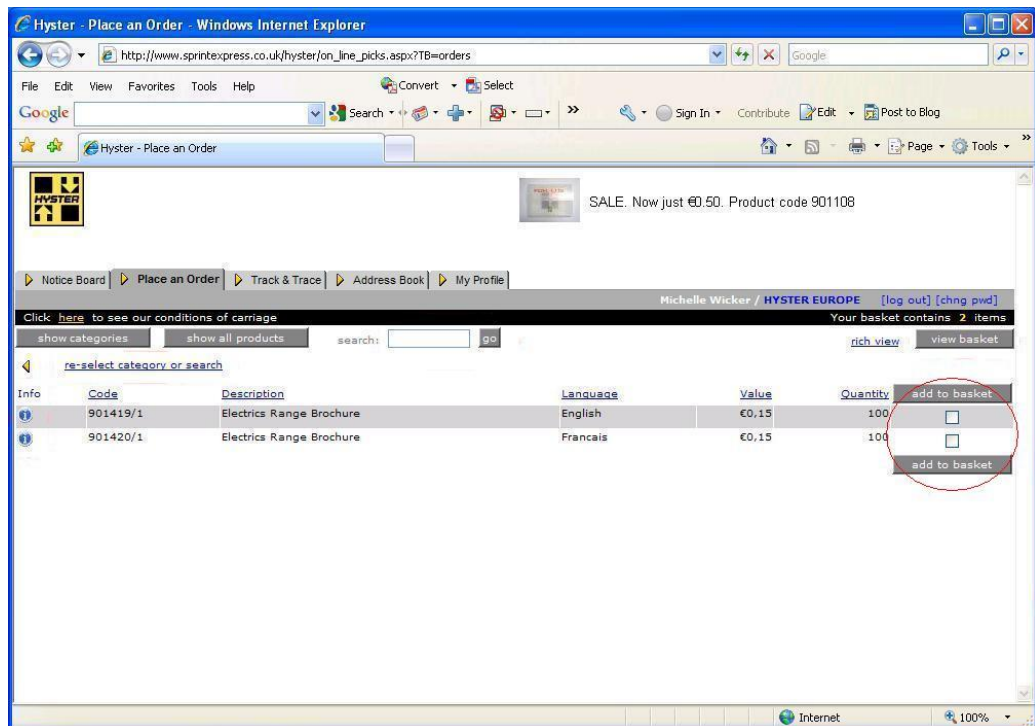 Hyster - Place an Order - Windows Internet Explorer
http://www.sprintexpress.co.uk/hyster/on_line_picks.aspx?TB=orders
Google
File Edit View Favorites Tools Help
Convert
Select
Google
Search
»
Sign In
Contribute
Edit
Post to Blog
Hyster - Place an Order
Page
Tools
»
HYSTER
SALE. Now just €0.50. Product code 901108
Notice Board Place an Order Track & Trace Address Book My Profile
Michelle Wicker / HYSTER EUROPE [log out] [chng pwd]
Click here to see our conditions of carriage Your basket contains 2 items
show categories show all products search: go rich view view basket
re-select category or search
Info Code Description Language Value Quantity add to basket
901419/1 Electrics Range Brochure English €0,15 100
901420/1 Electrics Range Brochure Francais €0,15 100
add to basket
Internet 100%